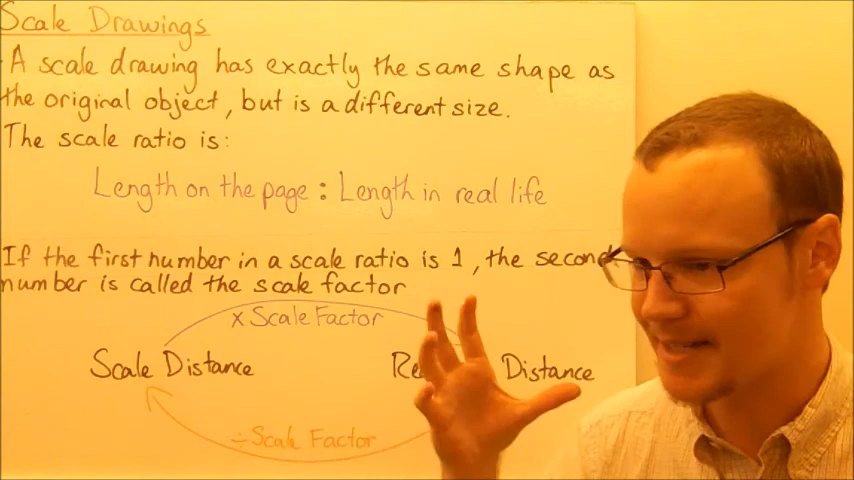 Scale Drawings
A scale drawing has exactly the same shape as
the original object, but is a different size.
The scale ratio is:
Length on the page : Length in real life
If the first number in a scale ratio is 1, the second
number is called the scale factor
x Scale Factor
Scale Distance Distance
÷ Scale Factor